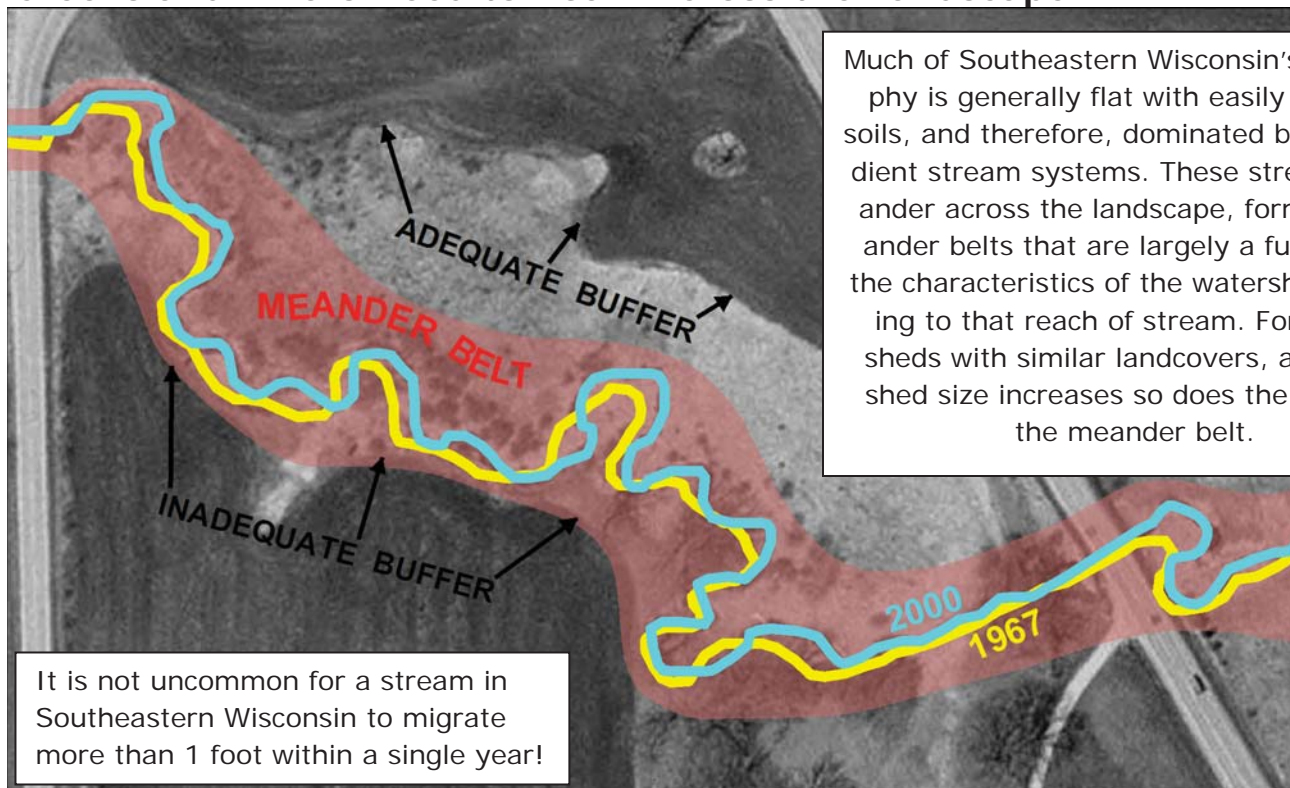 Much of Southeastern Wisconsin's
phy is generally flat with easily
soils, and therefore, dominated b
dient stream systems. These stre
ander across the landscape, for
ander belts that are largely a fu
the characteristics of the watersh
ing to that reach of stream. For
sheds with similar landcovers, a
shed size increases so does the
the meander belt.
ADEQUATE BUFFER
MEANDER BELT
INADEQUATE BUFFER
2000
1967
It is not uncommon for a stream in
Southeastern Wisconsin to migrate
more than 1 foot within a single year!